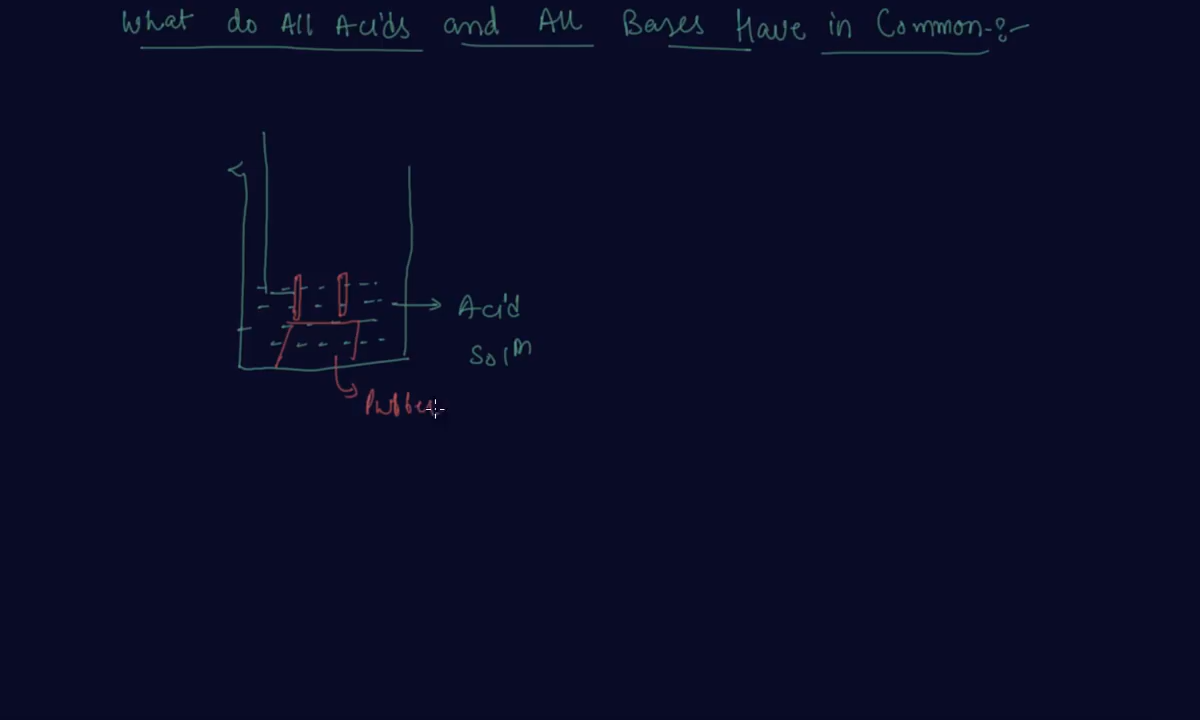 What do All Acids and All Bases Have in Common-:-
Acid
Solⁿ
Rubber